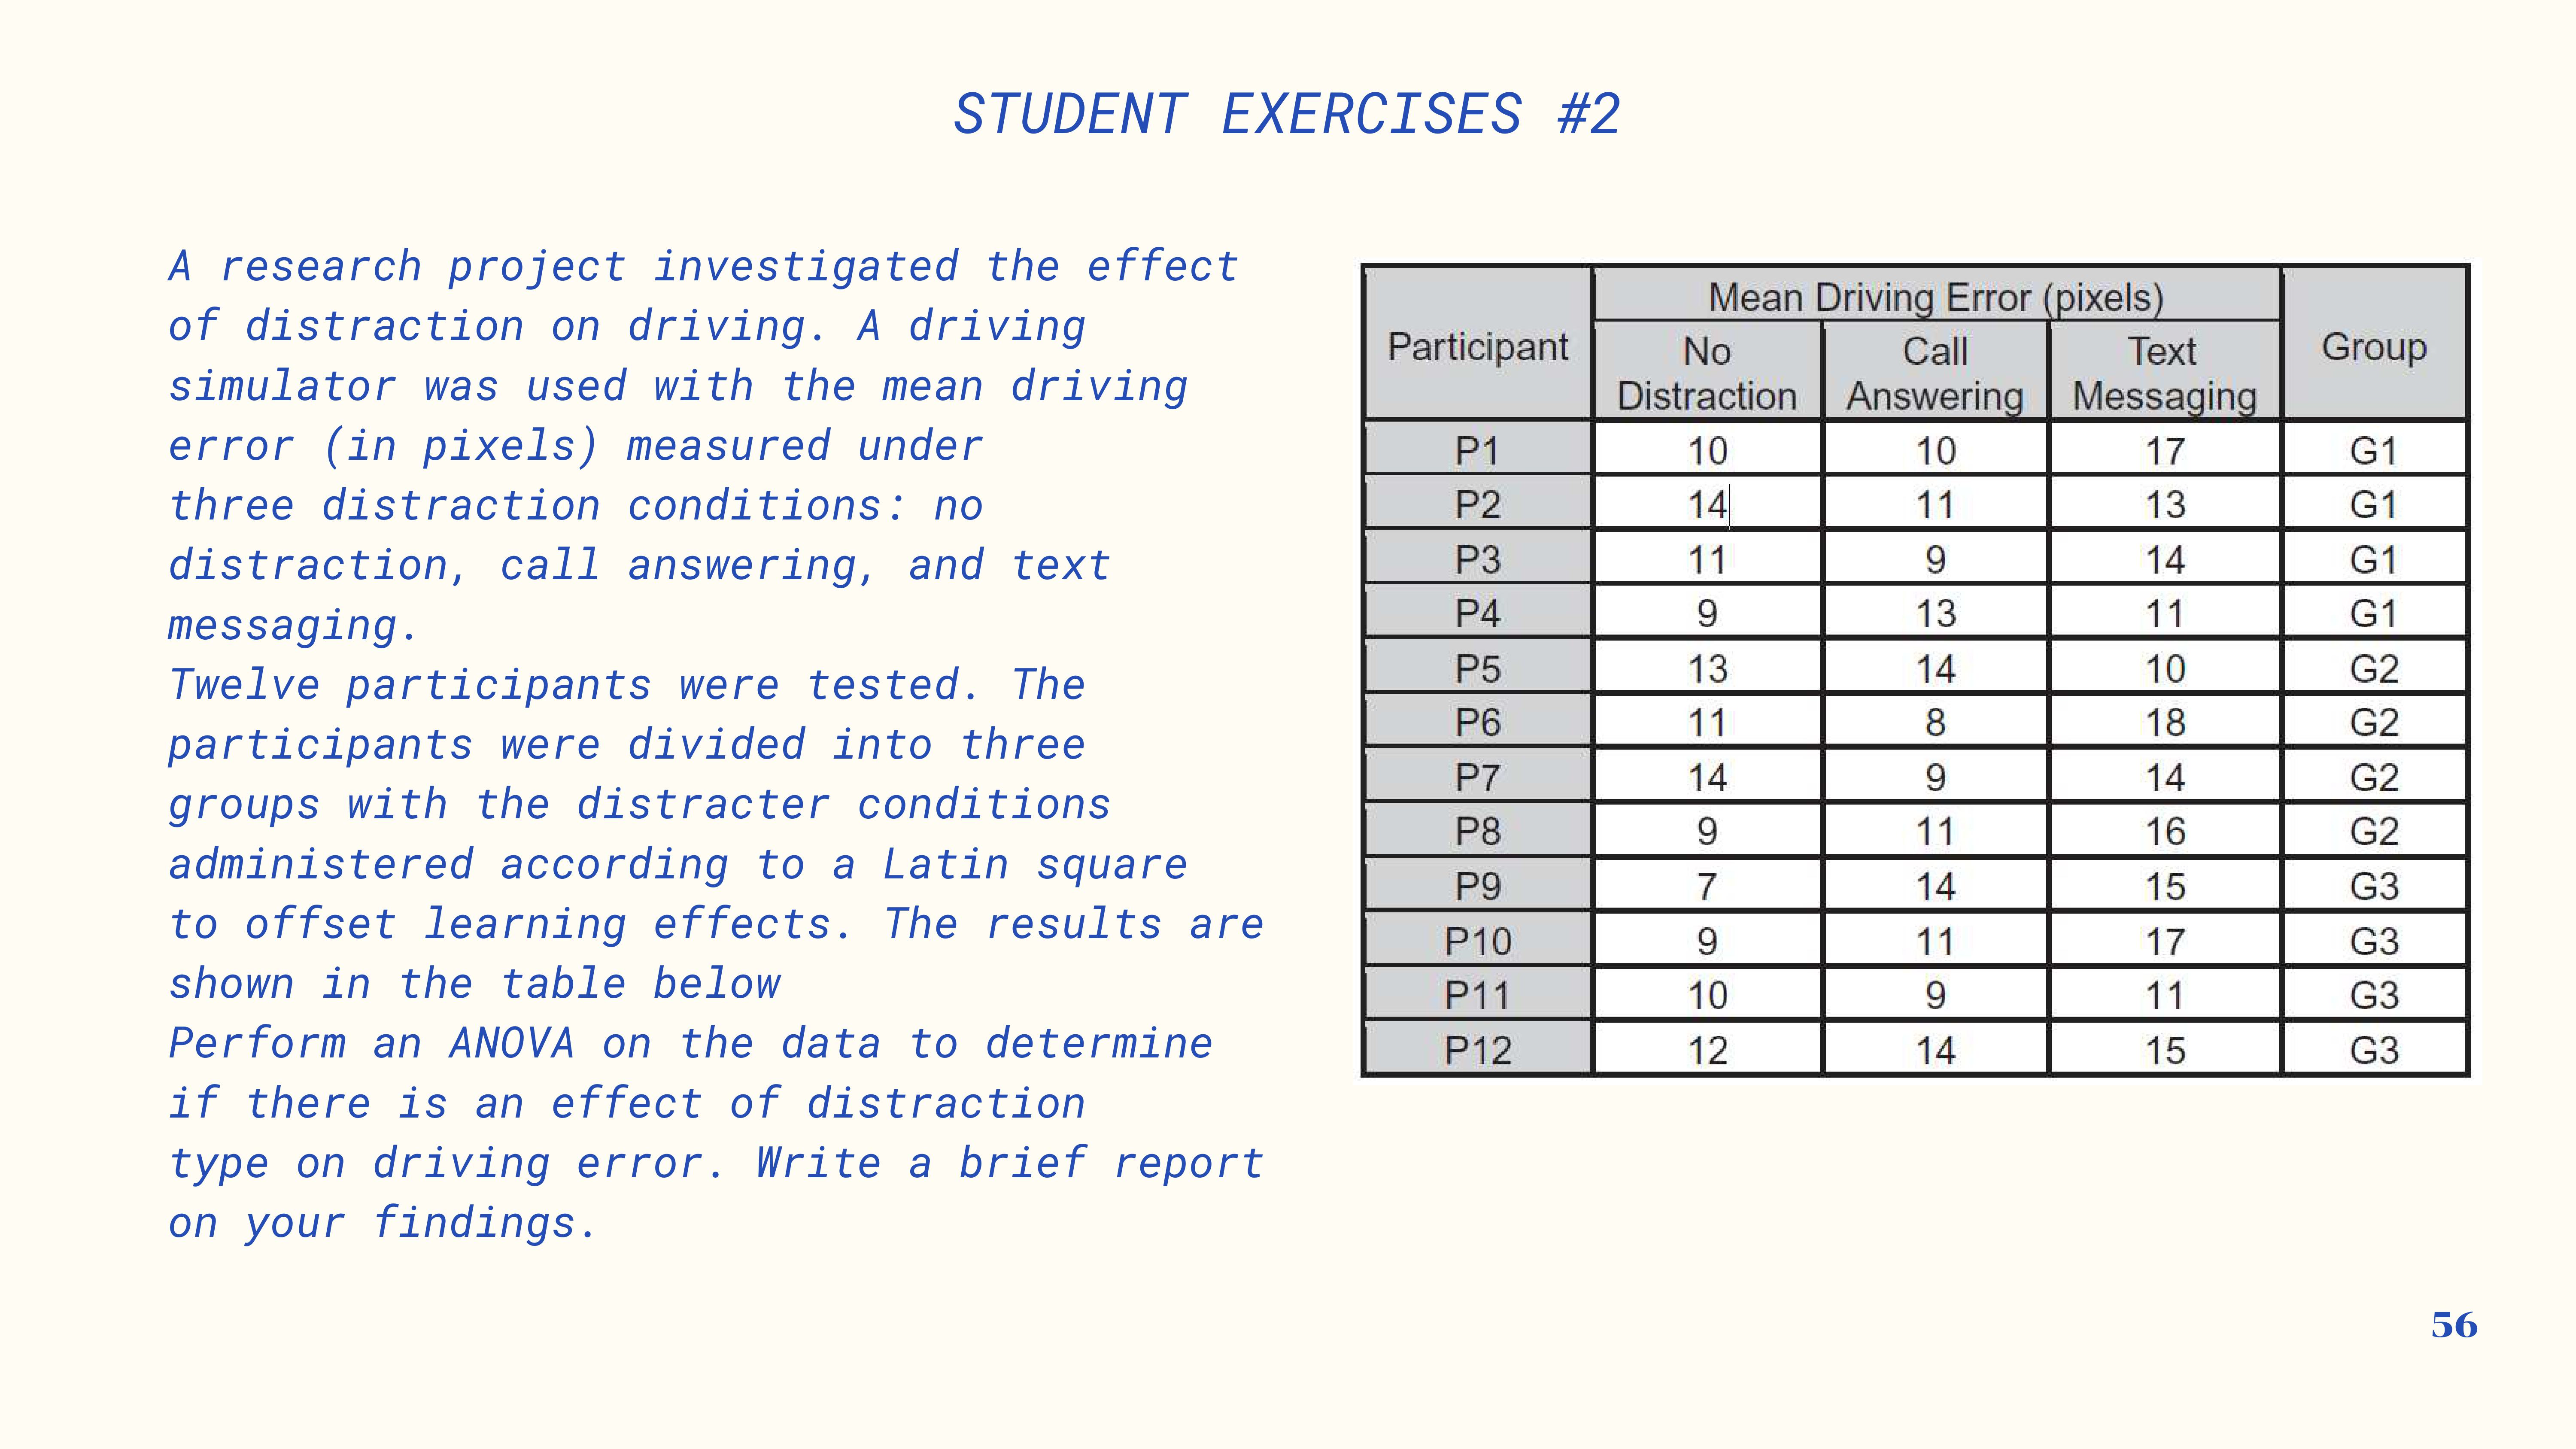 STUDENT EXERCISES #2
A research project investigated the effect
of distraction on driving. A driving
simulator was used with the mean driving
error (in pixels) measured under
three distraction conditions: no
distraction, call answering, and text
messaging.
Twelve participants were tested. The
participants were divided into three
groups with the distracter conditions
administered according to a Latin square
to offset learning effects. The results are
shown in the table below
Perform an ANOVA on the data to determine
if there is an effect of distraction
type on driving error. Write a brief report
on your findings.
Participant Mean Driving Error (pixels) Group
No Distraction Call Answering Text Messaging
P1 10 10 17 G1
P2 14 11 13 G1
P3 11 9 14 G1
P4 9 13 11 G1
P5 13 14 10 G2
P6 11 8 18 G2
P7 14 9 14 G2
P8 9 11 16 G2
P9 7 14 15 G3
P10 9 11 17 G3
P11 10 9 11 G3
P12 12 14 15 G3
56